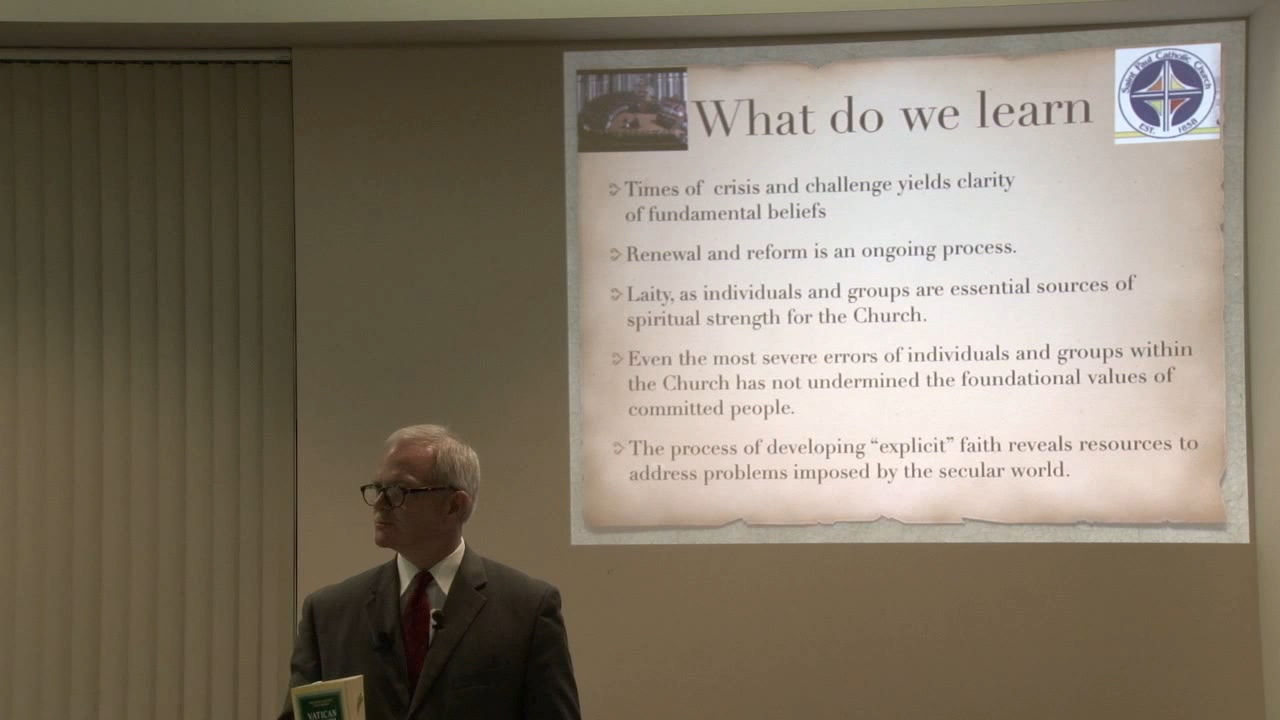 What do we learn
Saint Paul Catholic Church
EST. 1858
Times of crisis and challenge yields clarity
of fundamental beliefs
Renewal and reform is an ongoing process.
Laity, as individuals and groups are essential sources of
spiritual strength for the Church.
Even the most severe errors of individuals and groups within
the Church has not undermined the foundational values of
committed people.
The process of developing “explicit” faith reveals resources to
address problems imposed by the secular world.
VATICAN